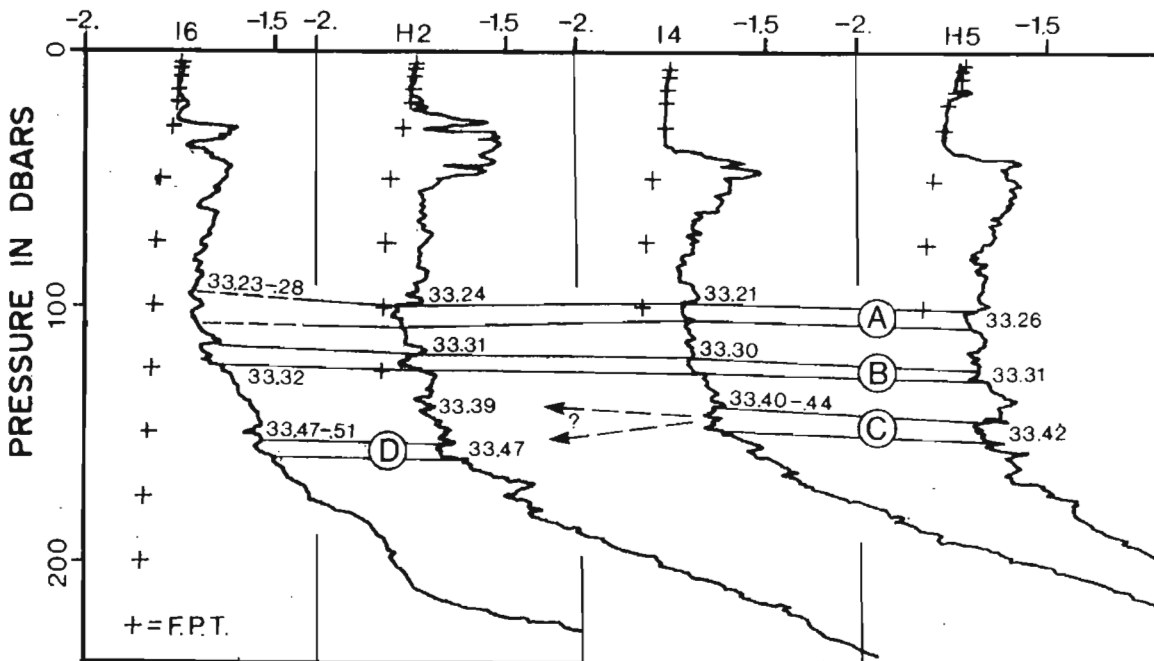 -2. -1.5 -2. -1.5 -2. -1.5 -2. -1.5
I6 H2 I4 H5
0
100
200
PRESSURE IN DBARS
33.23-.28 33.24 33.21 33.26
A
33.31 33.30 33.31
B
33.32
33.39 33.40-.44
?
C
33.47-.51 33.47 33.42
D
+=F.P.T.